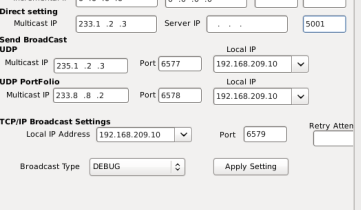 Direct setting
Multicast IP 233.1 .2 .3 Server IP . . . 5001
Send BroadCast
UDP Local IP
Multicast IP 235.1 .2 .3 Port 6577 192.168.209.10
UDP PortFolio Local IP
Multicast IP 233.8 .8 .2 Port 6578 192.168.209.10
TCP/IP Broadcast Settings Retry Atten
Local IP Address 192.168.209.10 Port 6579
Broadcast Type DEBUG Apply Setting